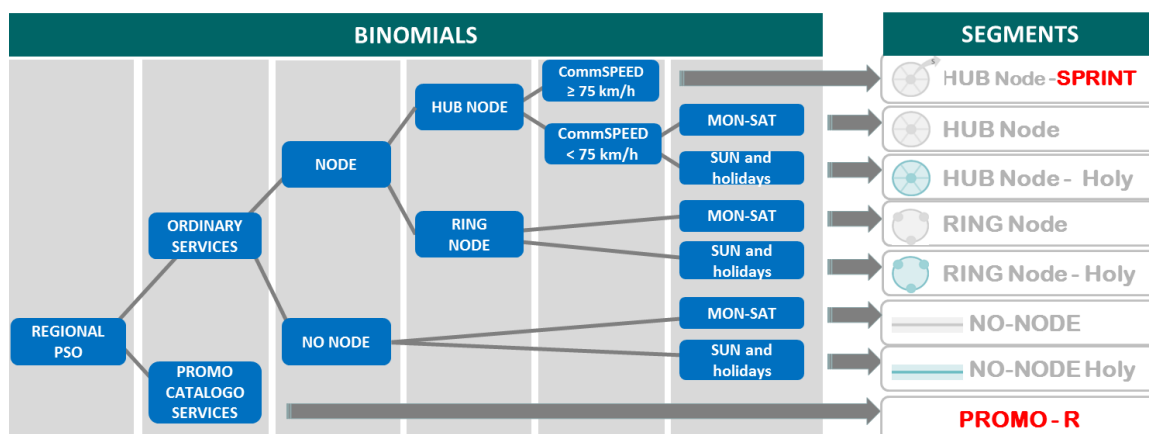 BINOMIALS
SEGMENTS
CommSPEED
≥ 75 km/h
HUB Node-SPRINT
HUB NODE
MON-SAT
HUB Node
CommSPEED
< 75 km/h
NODE
SUN and
holidays
HUB Node - Holy
ORDINARY
SERVICES
RING
NODE
MON-SAT
RING Node
SUN and
holidays
RING Node - Holy
REGIONAL
PSO
NO NODE
MON-SAT
NO-NODE
SUN and
holidays
NO-NODE Holy
PROMO
CATALOGO
SERVICES
PROMO - R